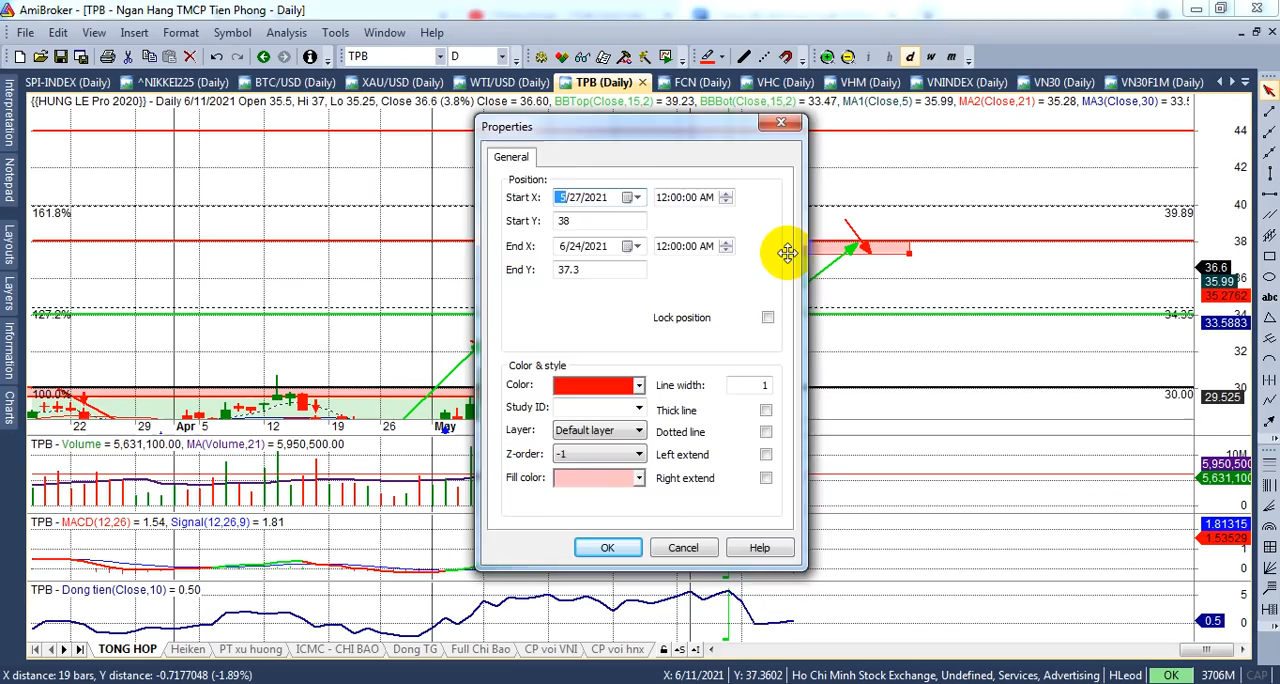 AmiBroker - [TPB - Ngan Hang TMCP Tien Phong - Daily]
File Edit View Insert Format Symbol Analysis Tools Window Help
TPB D i h d w m
SPI-INDEX (Daily) ^NIKKEI225 (Daily) BTC/USD (Daily) XAU/USD (Daily) WTI/USD (Daily) TPB (Daily) FCN (Daily) VHC (Daily) VHM (Daily) VNINDEX (Daily) VN30 (Daily) VN30F1M (Daily)
{{HUNG LE Pro 2020}} - Daily 6/11/2021 Open 35.5, Hi 37, Lo 35.25, Close 36.6 (3.8%) Close = 36.60, BBTop(Close,15,2) = 39.23, BBBot(Close,15,2) = 33.47, MA1(Close,5) = 35.99, MA2(Close,21) = 35.28, MA3(Close,30) = 33.5
Interpretation
Notepad
Layouts
Layers
Information
Charts
Properties
General
Position:
Start X: 5/27/2021 12:00:00 AM
Start Y: 38
End X: 6/24/2021 12:00:00 AM
End Y: 37.3
Lock position
Color & style
Color: Line width: 1
Study ID: Thick line
Layer: Default layer Dotted line
Z-order: -1 Left extend
Fill color: Right extend
OK Cancel Help
44
42
40
161.8% 39.89
38
36.6
36
35.99
35.2762
34
127.2% 34.35
33.5883
32
30
100.0% 30.00
29.525
22 Apr 5 12 19 26 May
abc
TPB - Volume = 5,631,100.00, MA(Volume,21) = 5,950,500.00
10M
5,950,500
5,631,100
0
TPB - MACD(12,26) = 1.54, Signal(12,26,9) = 1.81
1.81315
1.53529
1
0
TPB - Dong tien(Close,10) = 0.50
5
0.5
0
TONG HOP Heiken PT xu huong ICMC - CHI BAO Dong TG Full Chi Bao CP voi VNI CP voi hnx
X distance: 19 bars, Y distance: -0.7177048 (-1.89%) X: 6/11/2021 Y: 37.3602 Ho Chi Minh Stock Exchange, Undefined, Services, Advertising HLeod OK 3706M CAP